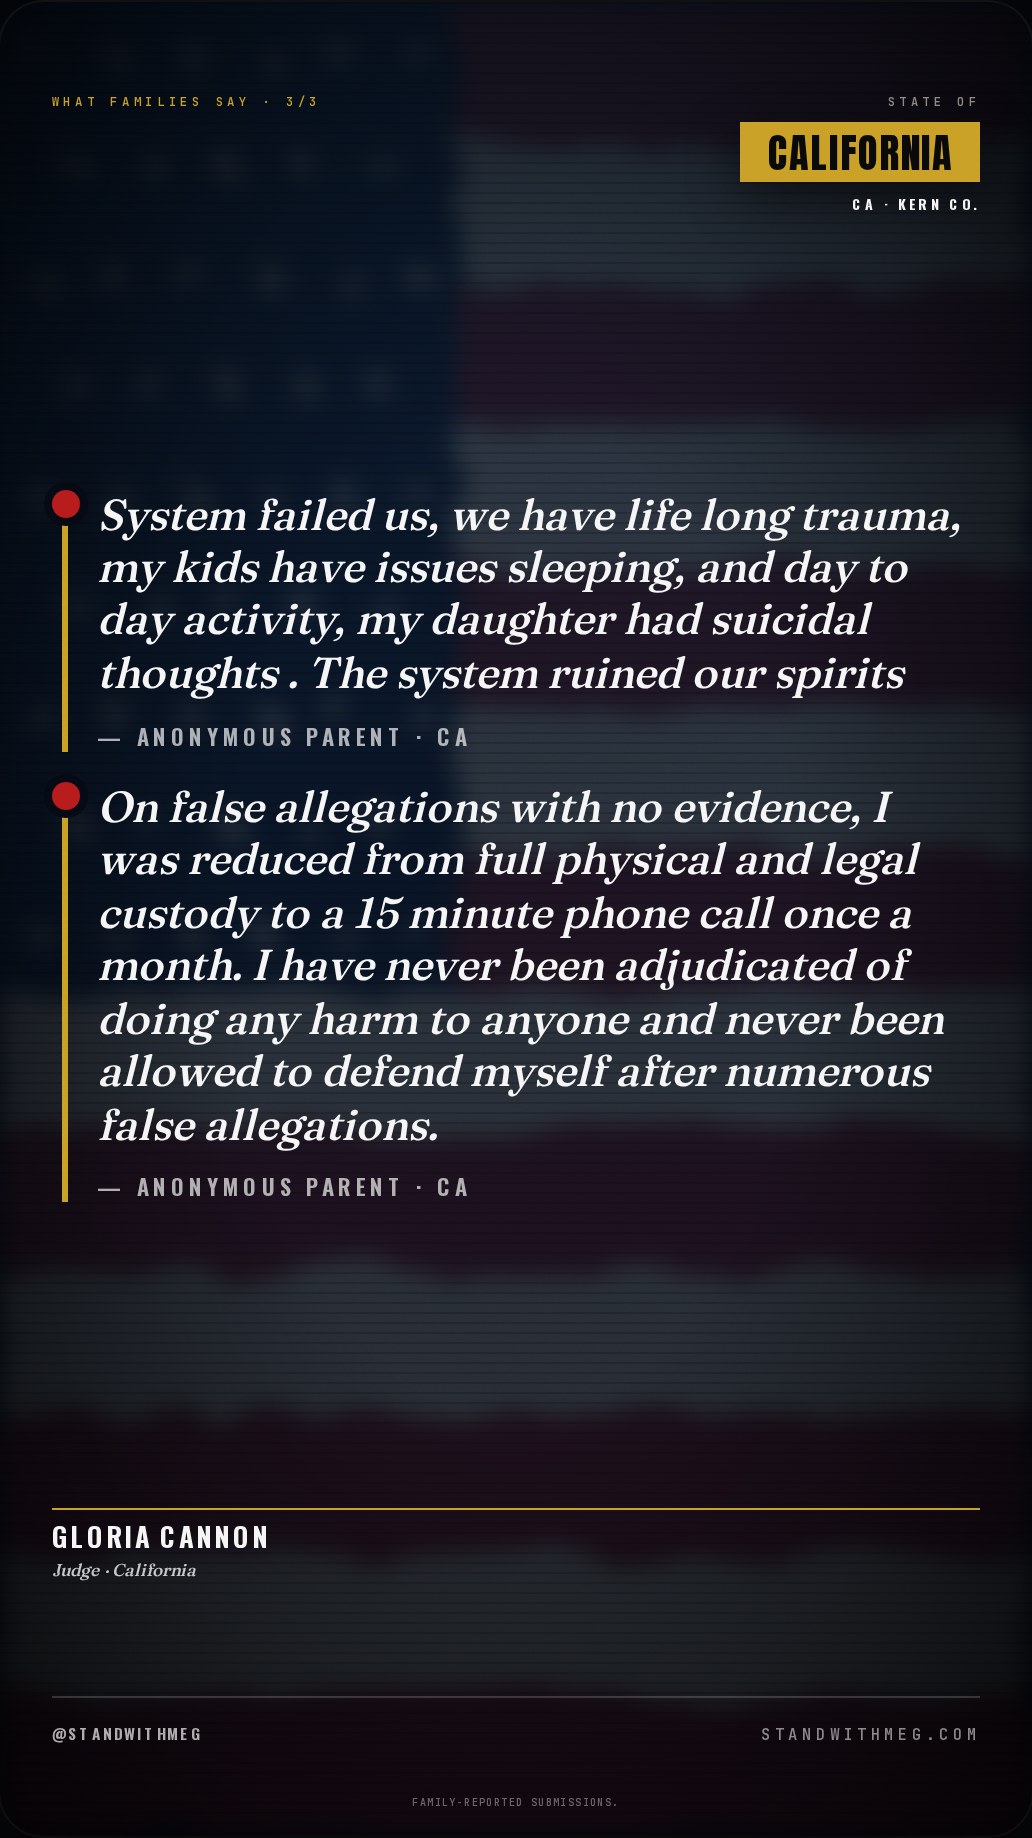 WHAT FAMILIES SAY · 3/3
STATE OF
CALIFORNIA
CA · KERN CO.
System failed us, we have life long trauma,
my kids have issues sleeping, and day to
day activity, my daughter had suicidal
thoughts . The system ruined our spirits
— ANONYMOUS PARENT · CA
On false allegations with no evidence, I
was reduced from full physical and legal
custody to a 15 minute phone call once a
month. I have never been adjudicated of
doing any harm to anyone and never been
allowed to defend myself after numerous
false allegations.
— ANONYMOUS PARENT · CA
GLORIA CANNON
Judge · California
@STANDWITHMEG
STANDWITHMEG.COM
FAMILY-REPORTED SUBMISSIONS.